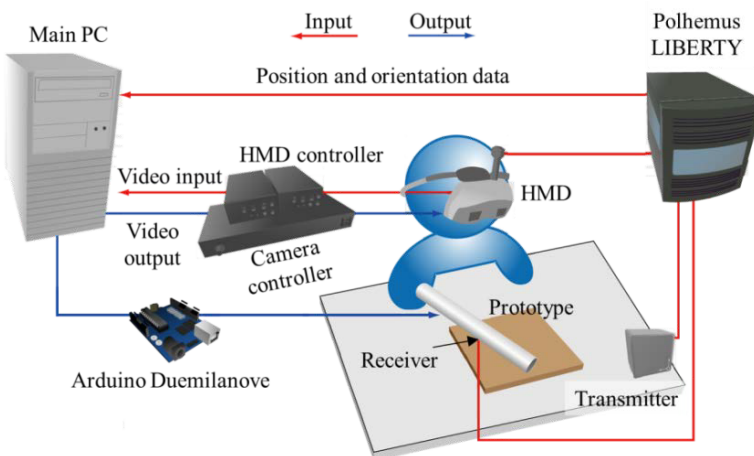 Input
Output
Main PC
Polhemus
LIBERTY
Position and orientation data
HMD controller
Video input
HMD
Video
output
Camera
controller
Prototype
Receiver
Arduino Duemilanove
Transmitter